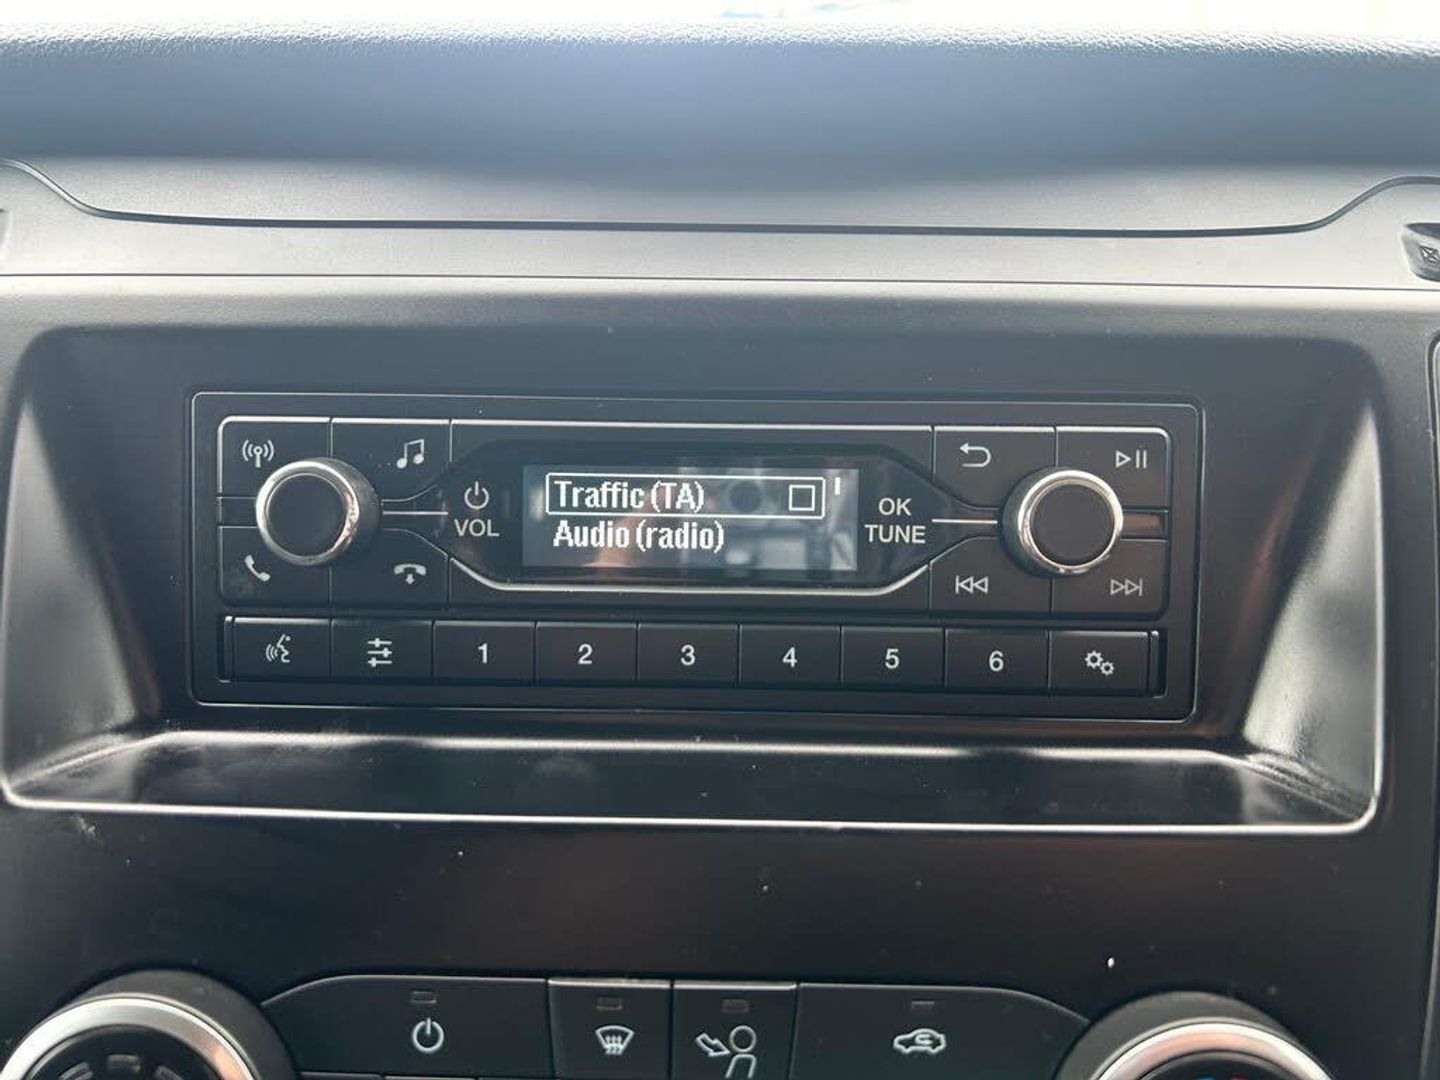 Traffic (TA)
Audio (radio)
VOL
OK
TUNE
1 2 3 4 5 6